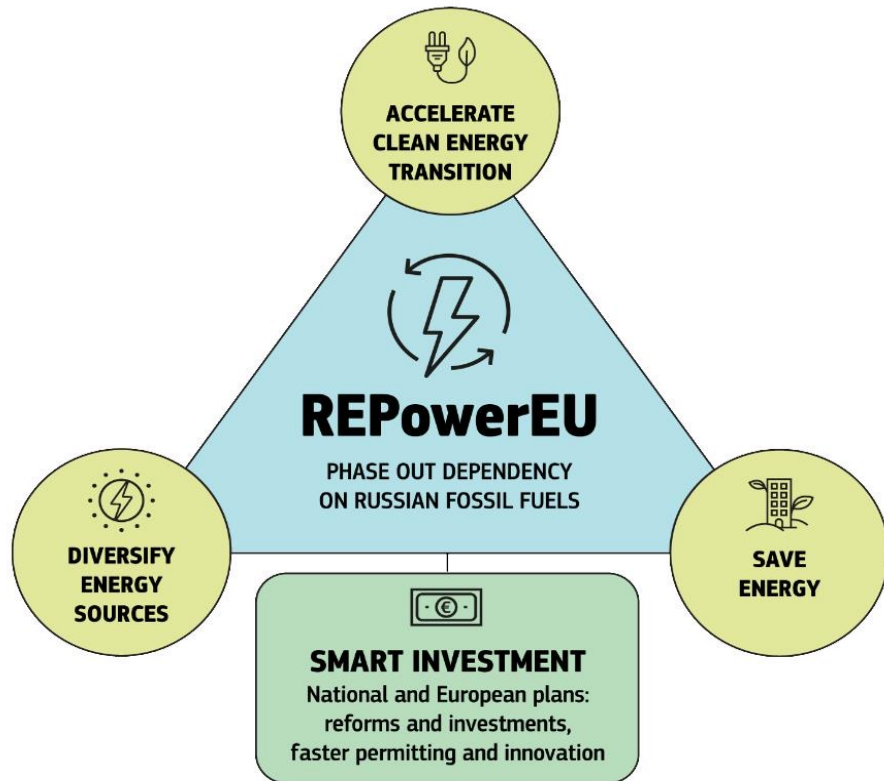 ACCELERATE
CLEAN ENERGY
TRANSITION
REPowerEU
PHASE OUT DEPENDENCY
ON RUSSIAN FOSSIL FUELS
DIVERSIFY
ENERGY
SOURCES
SAVE
ENERGY
€
SMART INVESTMENT
National and European plans:
reforms and investments,
faster permitting and innovation